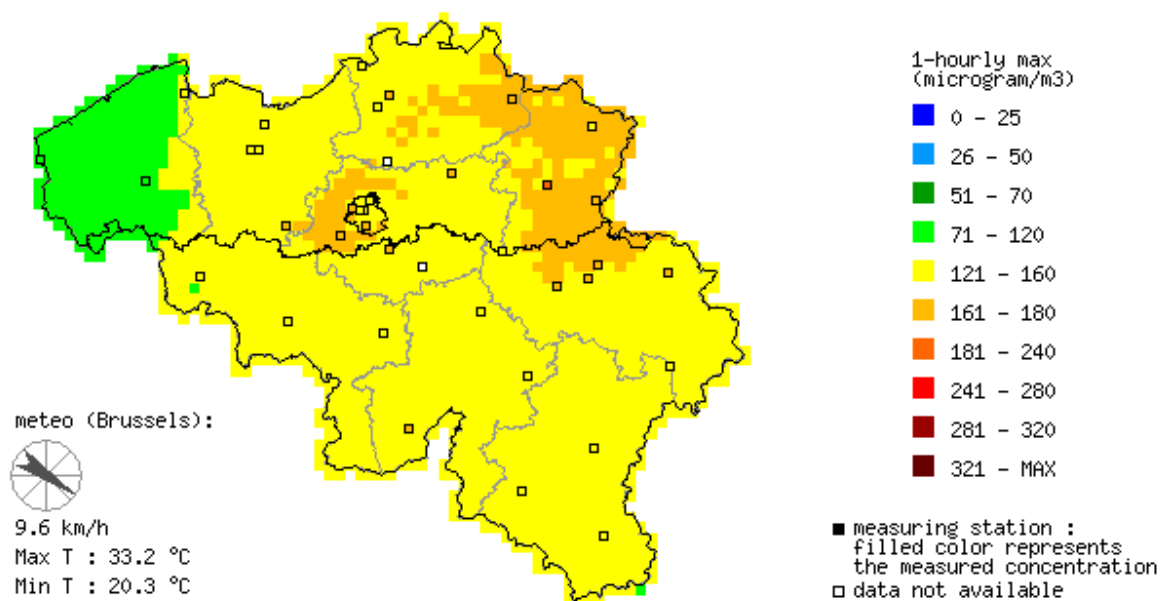 1-hourly max
(microgram/m3)
0 - 25
26 - 50
51 - 70
71 - 120
121 - 160
161 - 180
181 - 240
241 - 280
281 - 320
321 - MAX
meteo (Brussels):
9.6 km/h
Max T : 33.2 °C
Min T : 20.3 °C
measuring station :
filled color represents
the measured concentration
data not available